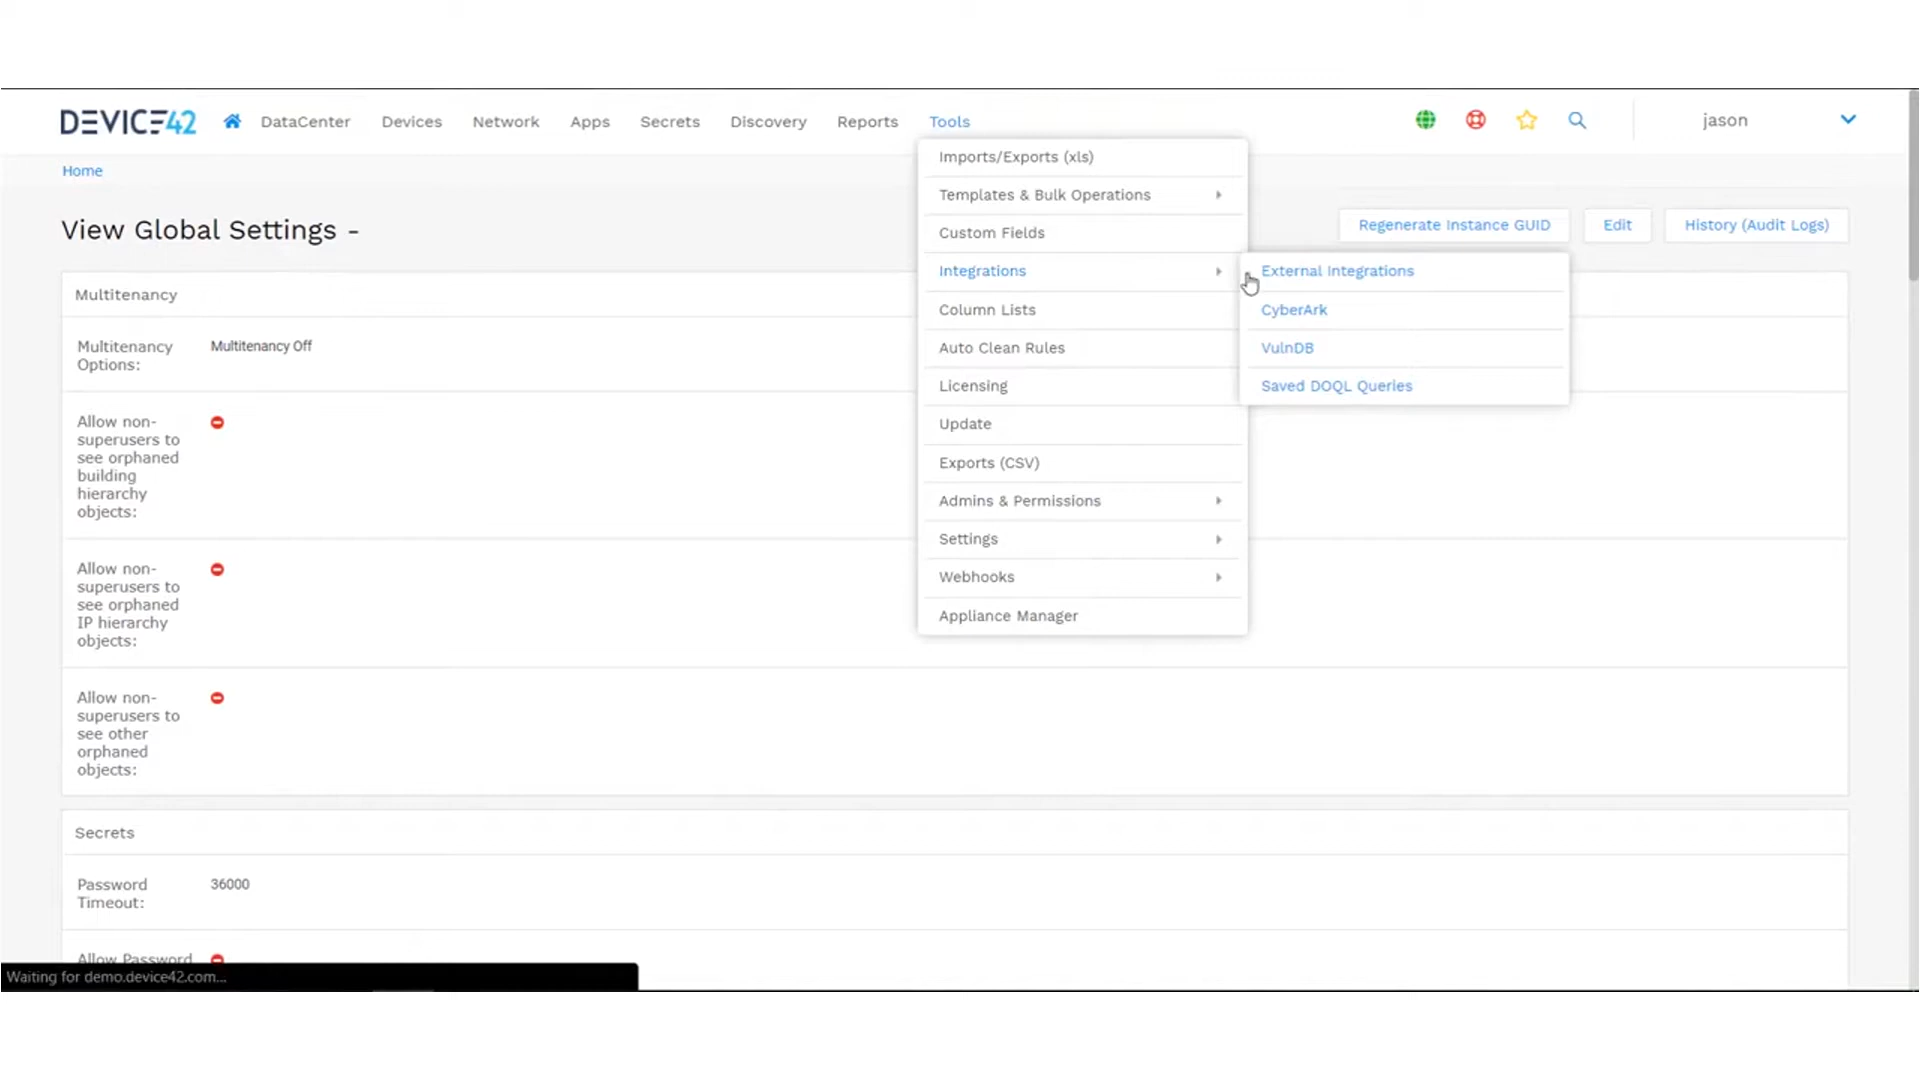 DEVICE42 DataCenter Devices Network Apps Secrets Discovery Reports Tools jason
Imports/Exports (xls)
Home
Templates & Bulk Operations
View Global Settings -
Regenerate Instance GUID Edit History (Audit Logs)
Custom Fields
Integrations
External Integrations
Multitenancy
Column Lists
CyberArk
Multitenancy
Options:
Multitenancy Off
Auto Clean Rules
VulnDB
Licensing
Saved DOQL Queries
Allow non-
superusers to
see orphaned
building
hierarchy
objects:
Update
Exports (CSV)
Admins & Permissions
Settings
Allow non-
superusers to
see orphaned
IP hierarchy
objects:
Webhooks
Appliance Manager
Allow non-
superusers to
see other
orphaned
objects:
Secrets
Password
Timeout:
36000
Allow Password
Waiting for demo.device42.com...